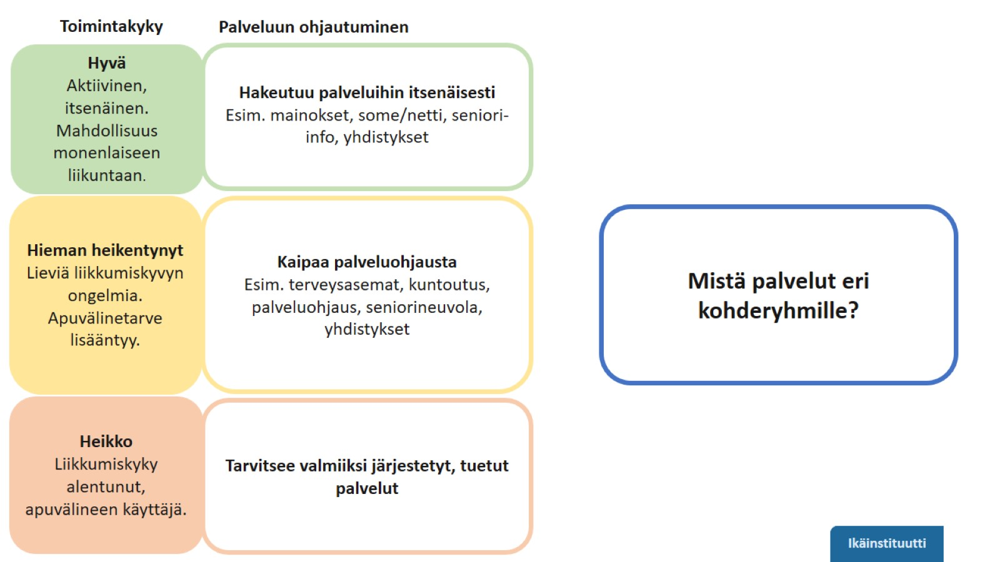 Toimintakyky
Palveluun ohjautuminen
Hyvä
Aktiivinen,
itsenäinen.
Mahdollisuus
monenlaiseen
liikuntaan.
Hakeutuu palveluihin itsenäisesti
Esim. mainokset, some/netti, seniori-
info, yhdistykset
Hieman heikentynyt
Lieviä liikkumiskyvyn
ongelmia.
Apuvälinetarve
lisääntyy.
Kaipaa palveluohjausta
Esim. terveysasemat, kuntoutus,
palveluohjaus, seniorineuvola,
yhdistykset
Heikko
Liikkumiskyky
alentunut,
apuvälineen käyttäjä.
Tarvitsee valmiiksi järjestetyt, tuetut
palvelut
Mistä palvelut eri
kohderyhmille?
Ikäinstituutti